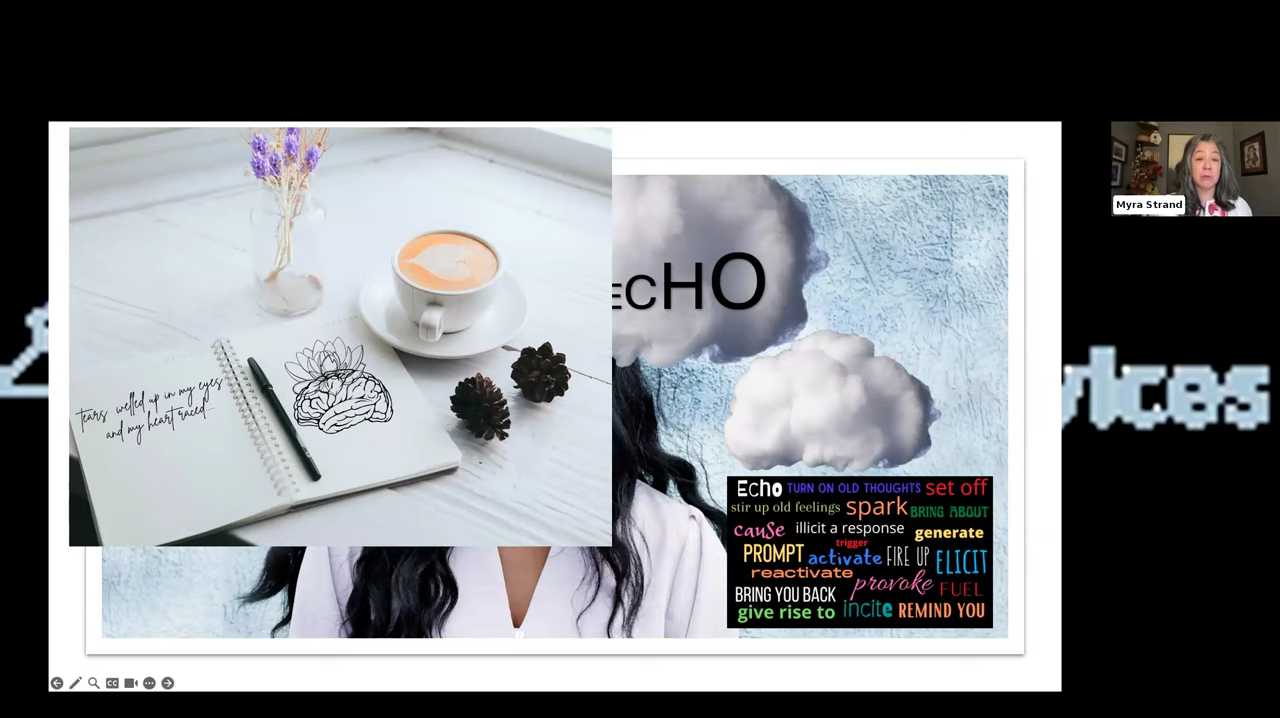 ECHO
tears welled up in my eyes
and my heart raced...
Echo TURN ON OLD THOUGHTS set off
stir up old feelings spark BRING ABOUT
cause illicit a response generate
trigger
PROMPT activate FIRE UP ELICIT
reactivate provoke FUEL
BRING YOU BACK
give rise to incite REMIND YOU
Myra Strand
vices
CC